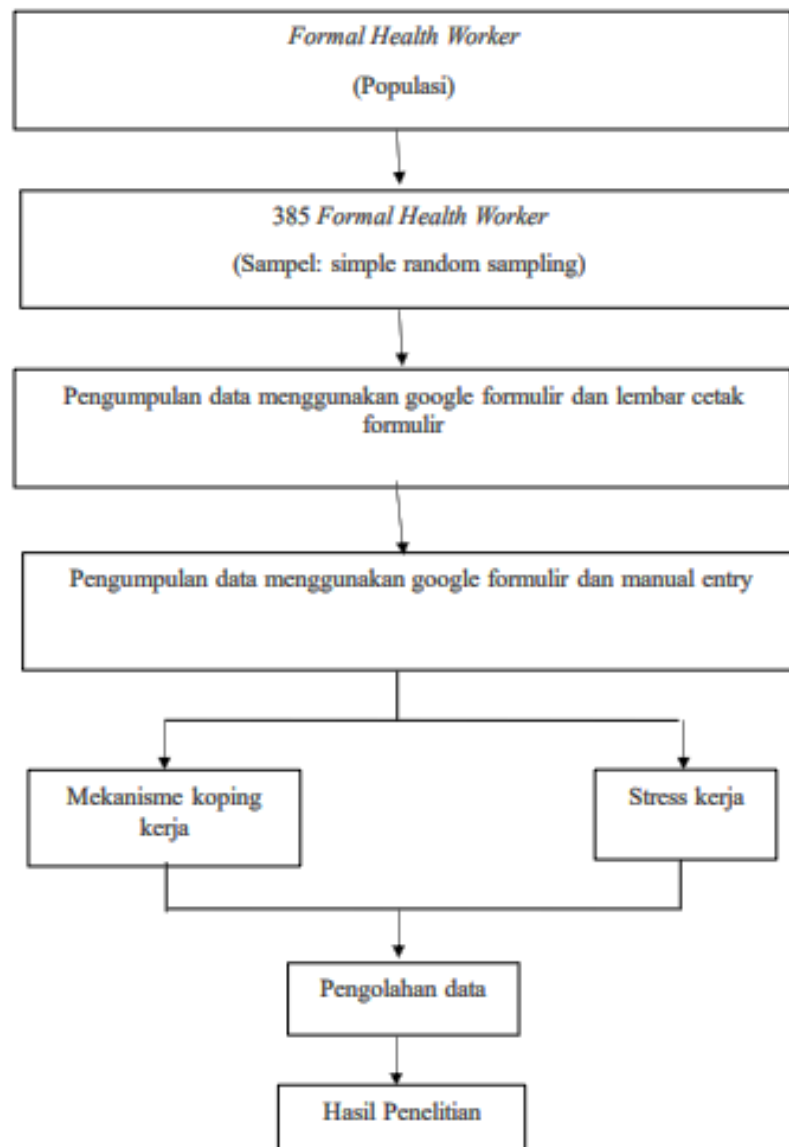 Formal Health Worker
(Populasi)
385 Formal Health Worker
(Sampel: simple random sampling)
Pengumpulan data menggunakan google formulir dan lembar cetak
formulir
Pengumpulan data menggunakan google formulir dan manual entry
Mekanisme koping
kerja
Stress kerja
Pengolahan data
Hasil Penelitian